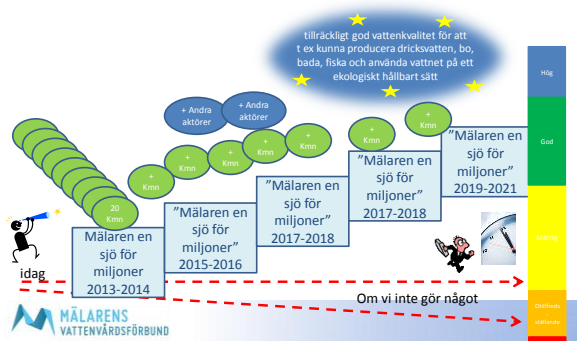 tillräckligt god vattenkvalitet för att
t ex kunna producera dricksvatten, bo,
bada, fiska och använda vattnet på ett
ekologiskt hållbart sätt
Hög
+ Andra
aktörer
+ Andra
aktörer
God
+
Kmn
+
Kmn
+
Kmn
+
Kmn
+
Kmn
+
Kmn
+
Kmn
20
Kmn
"Mälaren en
sjö för
miljoner"
2019-2021
"Mälaren en
sjö för
miljoner"
2017-2018
"Mälaren en
sjö för
miljoner"
2017-2018
"Mälaren en
sjö för
miljoner"
2015-2016
Mälaren en
sjö för
miljoner
2013-2014
idag
Om vi inte gör något
MÄLARENS
VATTENVÅRDSFÖRBUND